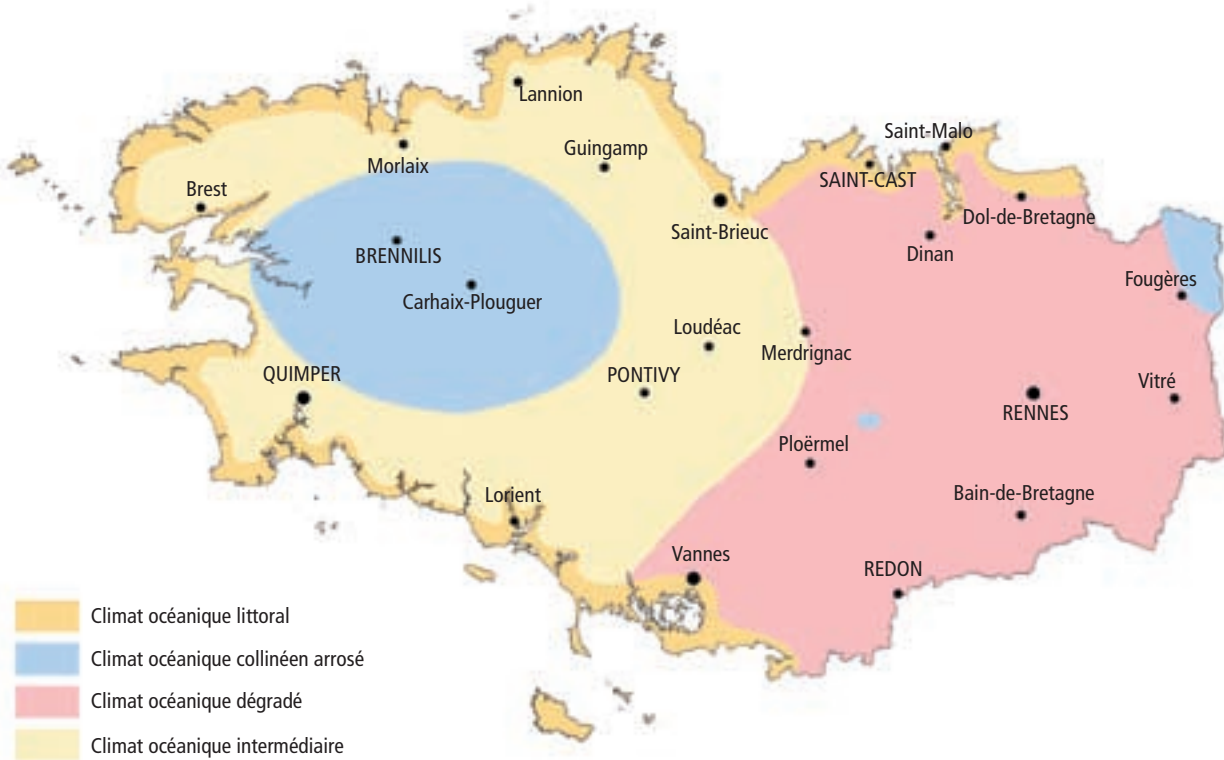 Lannion
Saint-Malo
Guingamp
Morlaix
SAINT-CAST
Brest
Dol-de-Bretagne
Saint-Brieuc
Dinan
BRENNILIS
Fougères
Carhaix-Plouguer
Loudéac
Merdrignac
QUIMPER
PONTIVY
Vitré
RENNES
Ploërmel
Lorient
Bain-de-Bretagne
Vannes
REDON
Climat océanique littoral
Climat océanique collinéen arrosé
Climat océanique dégradé
Climat océanique intermédiaire